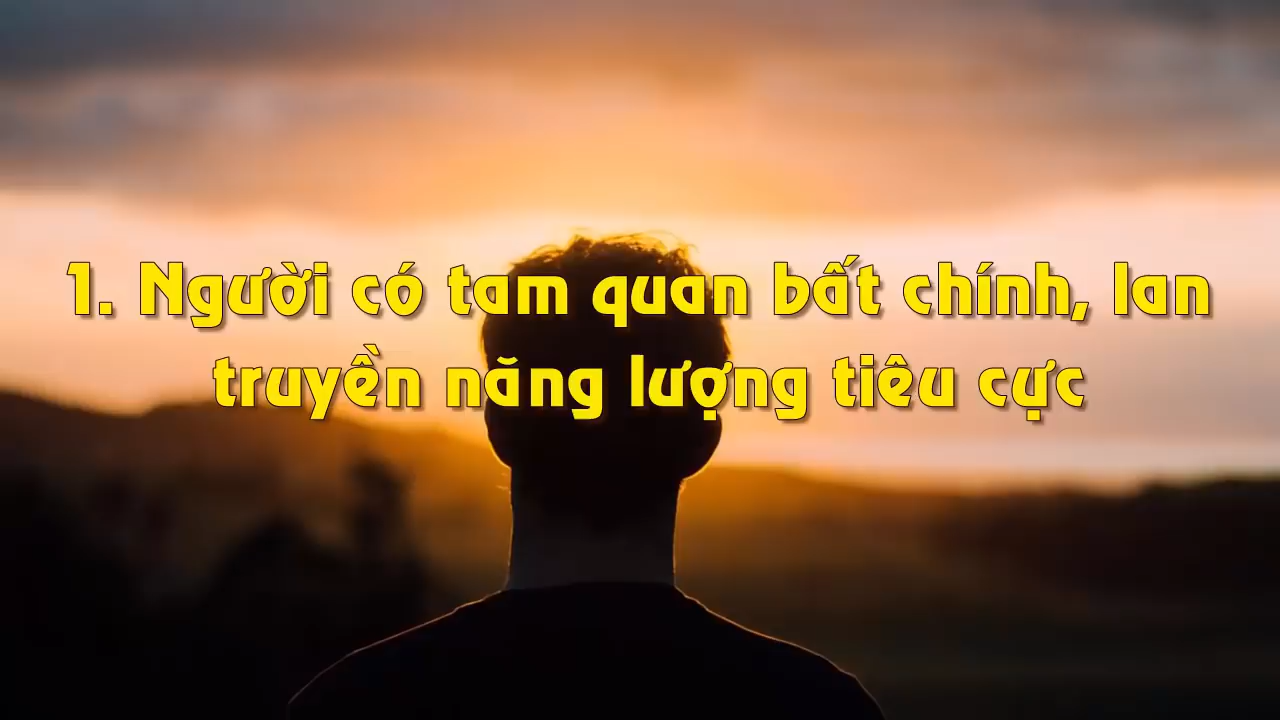 1. Người có tam quan bất chính, lan
truyền năng lượng tiêu cực